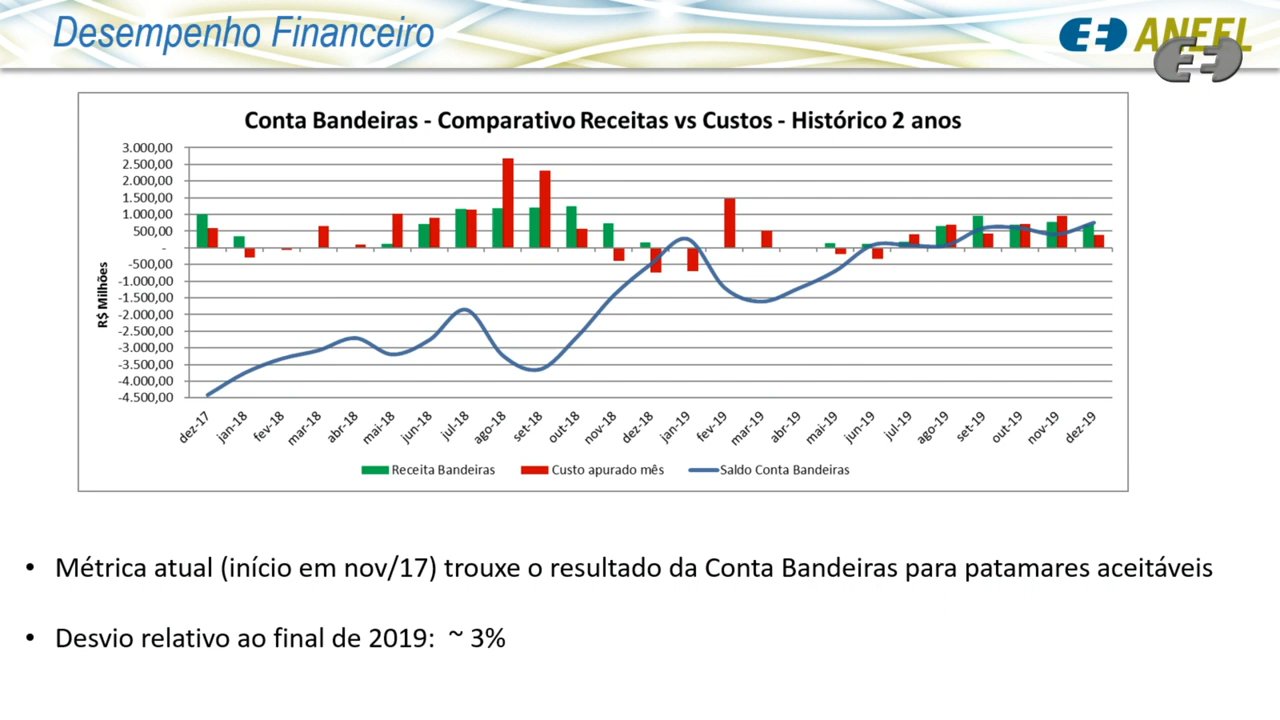 Desempenho Financeiro
ANEEL
Conta Bandeiras - Comparativo Receitas vs Custos - Histórico 2 anos
R$ Milhões
3.000,00
2.500,00
2.000,00
1.500,00
1.000,00
500,00
-
-500,00
-1.000,00
-1.500,00
-2.000,00
-2.500,00
-3.000,00
-3.500,00
-4.000,00
-4.500,00
dez-17
jan-18
fev-18
mar-18
abr-18
mai-18
jun-18
jul-18
ago-18
set-18
out-18
nov-18
dez-18
jan-19
fev-19
mar-19
abr-19
mai-19
jun-19
jul-19
ago-19
set-19
out-19
nov-19
dez-19
Receita Bandeiras
Custo apurado mês
Saldo Conta Bandeiras
• Métrica atual (início em nov/17) trouxe o resultado da Conta Bandeiras para patamares aceitáveis
• Desvio relativo ao final de 2019: ~ 3%